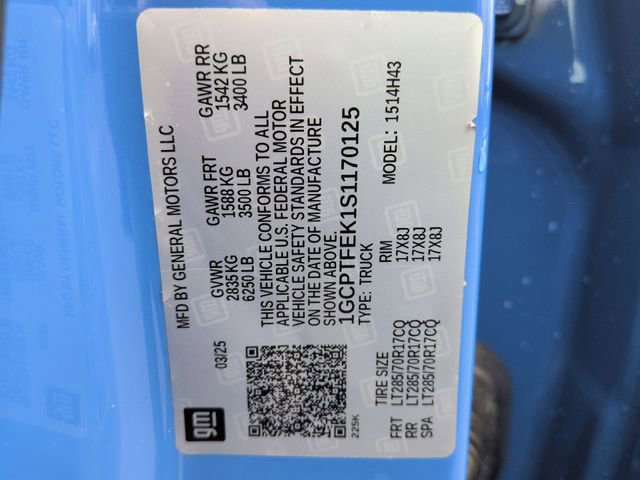 MFD BY GENERAL MOTORS LLC
03/25
GVWR GAWR FRT GAWR RR
2835 KG 1588 KG 1542 KG
6250 LB 3500 LB 3400 LB
THIS VEHICLE CONFORMS TO ALL
APPLICABLE U.S. FEDERAL MOTOR
VEHICLE SAFETY STANDARDS IN EFFECT
ON THE DATE OF MANUFACTURE
SHOWN ABOVE.
1GCPTFEK1S1170125
TYPE: TRUCK MODEL: 1514H43
gm
225K
TIRE SIZE RIM
FRT LT285/70R17CQ 17X8J
RR LT285/70R17CQ 17X8J
SPA LT285/70R17CQ 17X8J